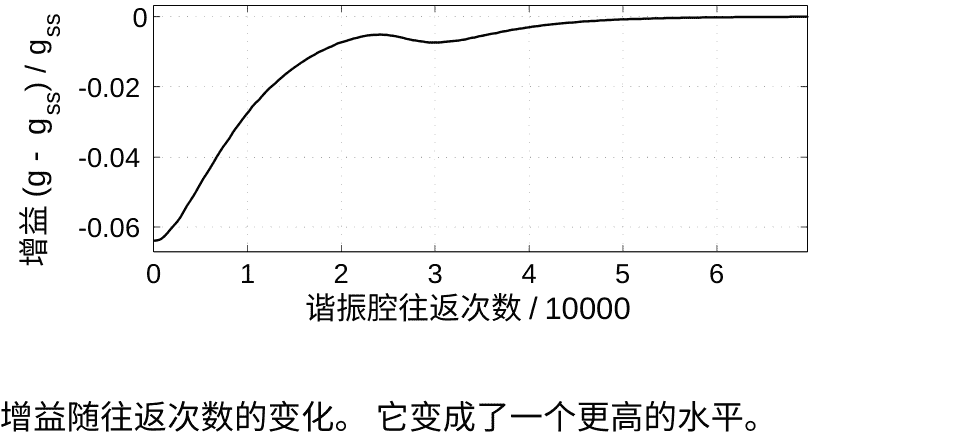 增益 (g - gss) / gss
0
-0.02
-0.04
-0.06
0 1 2 3 4 5 6
谐振腔往返次数 / 10000
增益随往返次数的变化。 它变成了一个更高的水平。